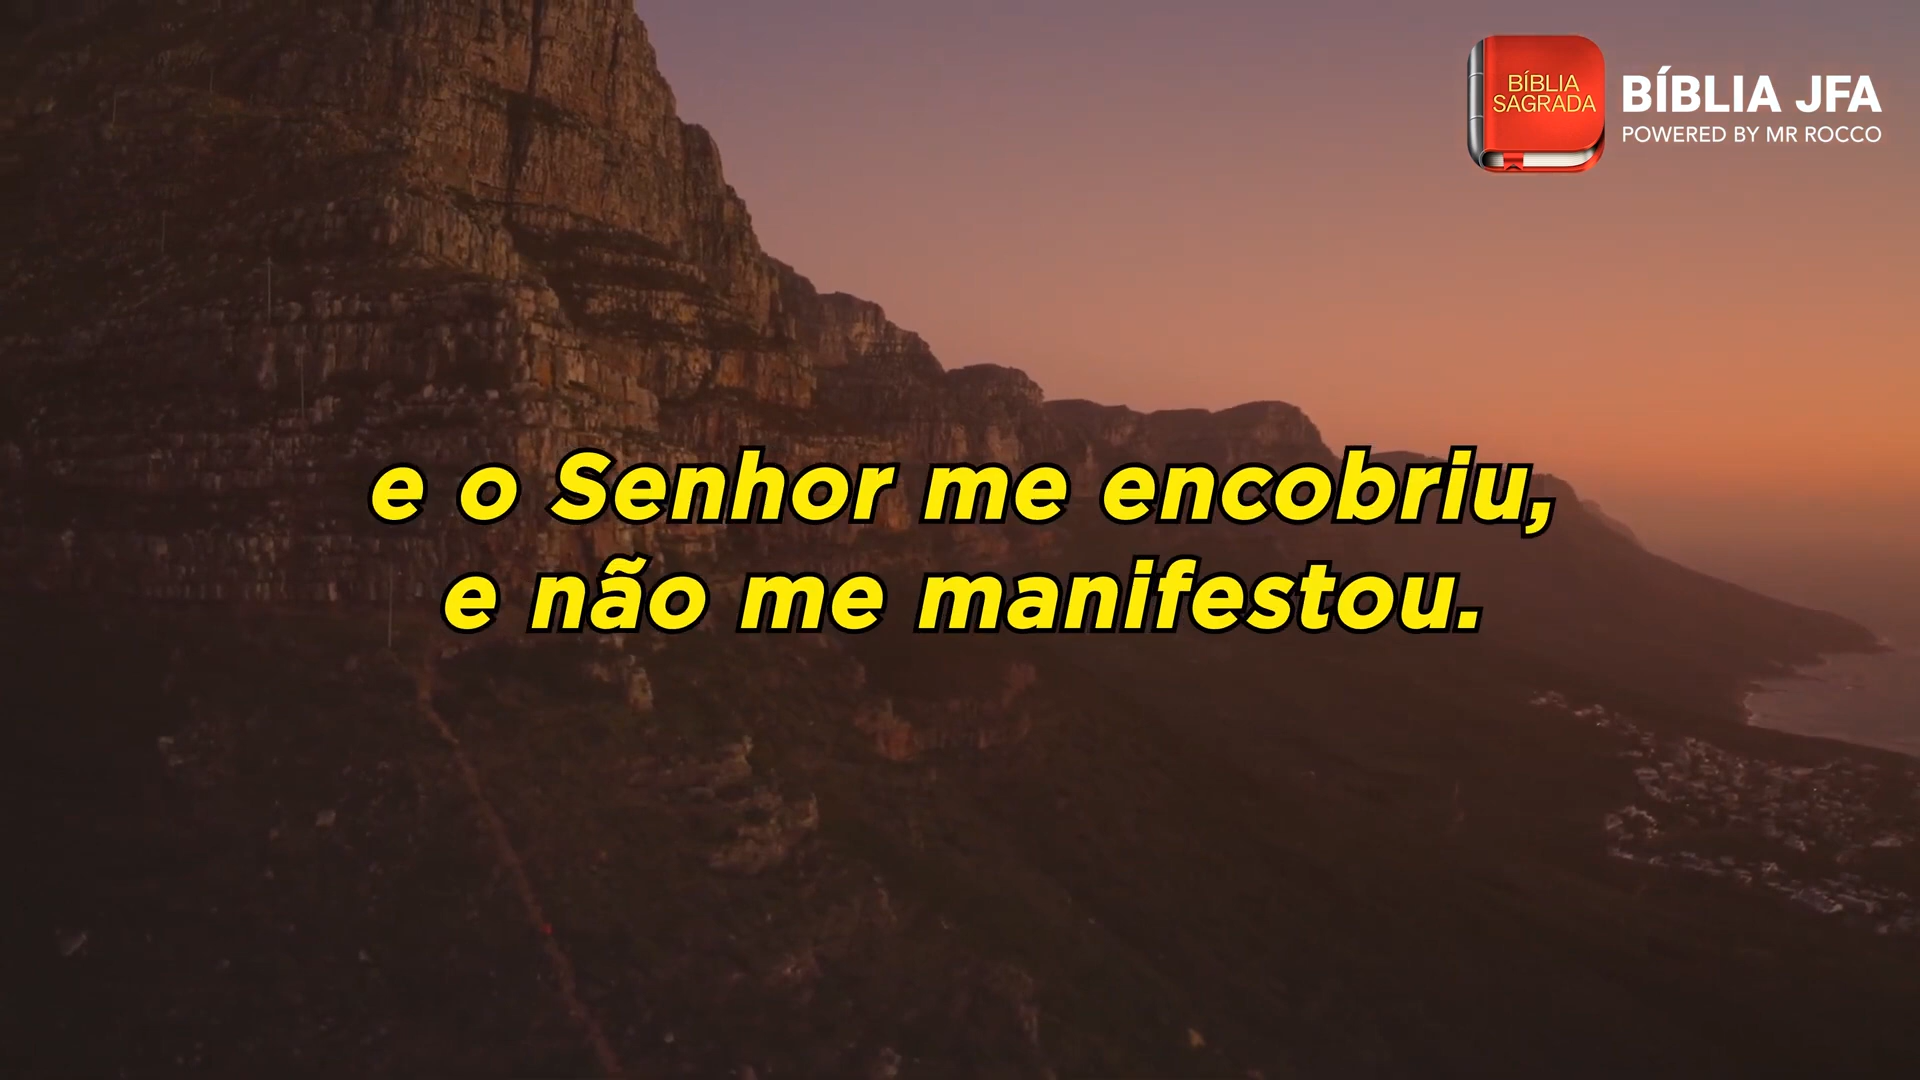 BÍBLIA
SAGRADA
BÍBLIA JFA
POWERED BY MR ROCCO
e o Senhor me encobriu,
e não me manifestou.